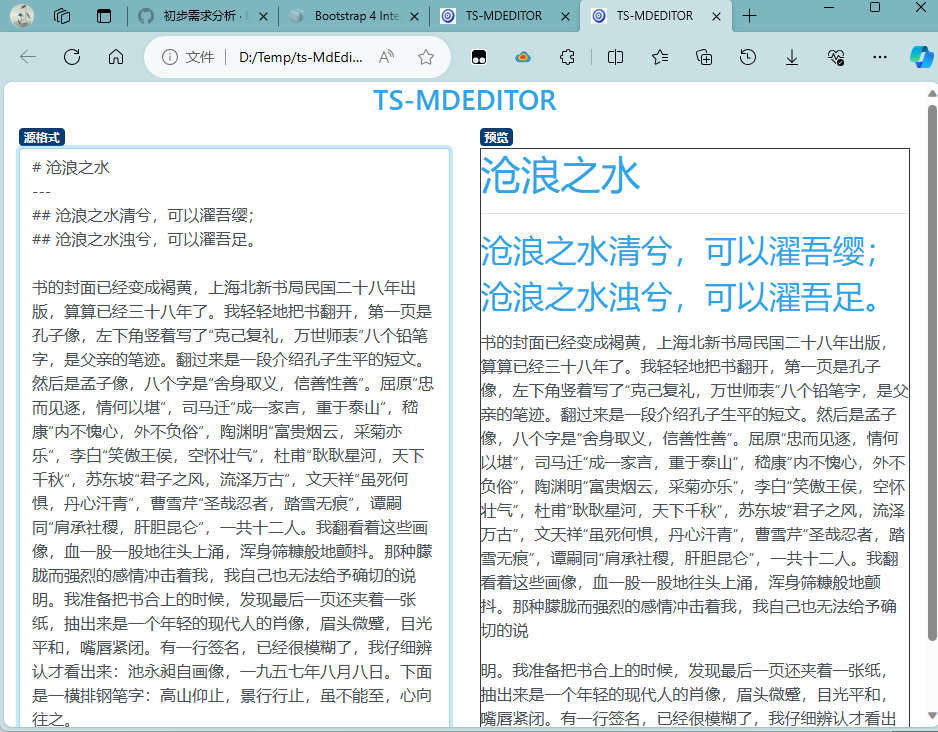 初步需求分析 ·
Bootstrap 4 Inte
TS-MDEDITOR
TS-MDEDITOR
文件
D:/Temp/ts-MdEdi...
TS-MDEDITOR
源格式
# 沧浪之水
---
## 沧浪之水清兮，可以濯吾缨；
## 沧浪之水浊兮，可以濯吾足。
书的封面已经变成褐黄，上海北新书局民国二十八年出
版，算算已经三十八年了。我轻轻地把书翻开，第一页是
孔子像，左下角竖着写了“克己复礼，万世师表”八个铅笔
字，是父亲的笔迹。翻过来是一段介绍孔子生平的短文。
然后是孟子像，八个字是“舍身取义，信善性善”。屈原“忠
而见逐，情何以堪”，司马迁“成一家言，重于泰山”，嵇
康“内不愧心，外不负俗”，陶渊明“富贵烟云，采菊亦
乐”，李白“笑傲王侯，空怀壮气”，杜甫“耿耿星河，天下
千秋”，苏东坡“君子之风，流泽万古”，文天祥“虽死何
惧，丹心汗青”，曹雪芹“圣哉忍者，踏雪无痕”，谭嗣
同“肩承社稷，肝胆昆仑”，一共十二人。我翻看着这些画
像，血一股一股地往头上涌，浑身筛糠般地颤抖。那种朦
胧而强烈的感情冲击着我，我自己也无法给予确切的说
明。我准备把书合上的时候，发现最后一页还夹着一张
纸，抽出来是一个年轻的现代人的肖像，眉头微蹙，目光
平和，嘴唇紧闭。有一行签名，已经很模糊了，我仔细辨
认才看出来：池永昶自画像，一九五七年八月八日。下面
是一横排钢笔字：高山仰止，景行行止，虽不能至，心向
往之。
预览
沧浪之水
沧浪之水清兮，可以濯吾缨；
沧浪之水浊兮，可以濯吾足。
书的封面已经变成褐黄，上海北新书局民国二十八年出版，
算算已经三十八年了。我轻轻地把书翻开，第一页是孔子
像，左下角竖着写了“克己复礼，万世师表”八个铅笔字，是父
亲的笔迹。翻过来是一段介绍孔子生平的短文。然后是孟子
像，八个字是“舍身取义，信善性善”。屈原“忠而见逐，情何
以堪”，司马迁“成一家言，重于泰山”，嵇康“内不愧心，外不
负俗”，陶渊明“富贵烟云，采菊亦乐”，李白“笑傲王侯，空怀
壮气”，杜甫“耿耿星河，天下千秋”，苏东坡“君子之风，流泽
万古”，文天祥“虽死何惧，丹心汗青”，曹雪芹“圣哉忍者，踏
雪无痕”，谭嗣同“肩承社稷，肝胆昆仑”，一共十二人。我翻
看着这些画像，血一股一股地往头上涌，浑身筛糠般地颤
抖。那种朦胧而强烈的感情冲击着我，我自己也无法给予确
切的说
明。我准备把书合上的时候，发现最后一页还夹着一张纸，
抽出来是一个年轻的现代人的肖像，眉头微蹙，目光平和，
嘴唇紧闭。有一行签名，已经很模糊了，我仔细辨认才看出